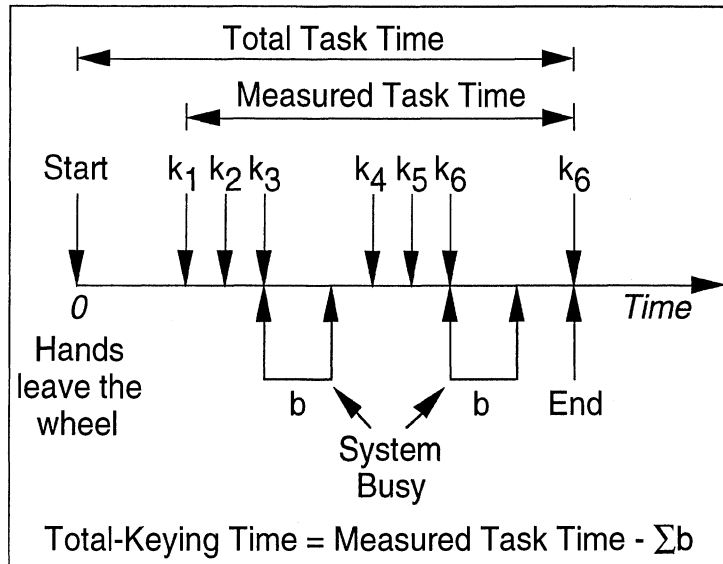 Total Task Time
Measured Task Time
Start k₁ k₂ k₃ k₄ k₅ k₆ k₆
0 Time
Hands
leave the
wheel
b b End
System
Busy
Total-Keying Time = Measured Task Time - ∑b